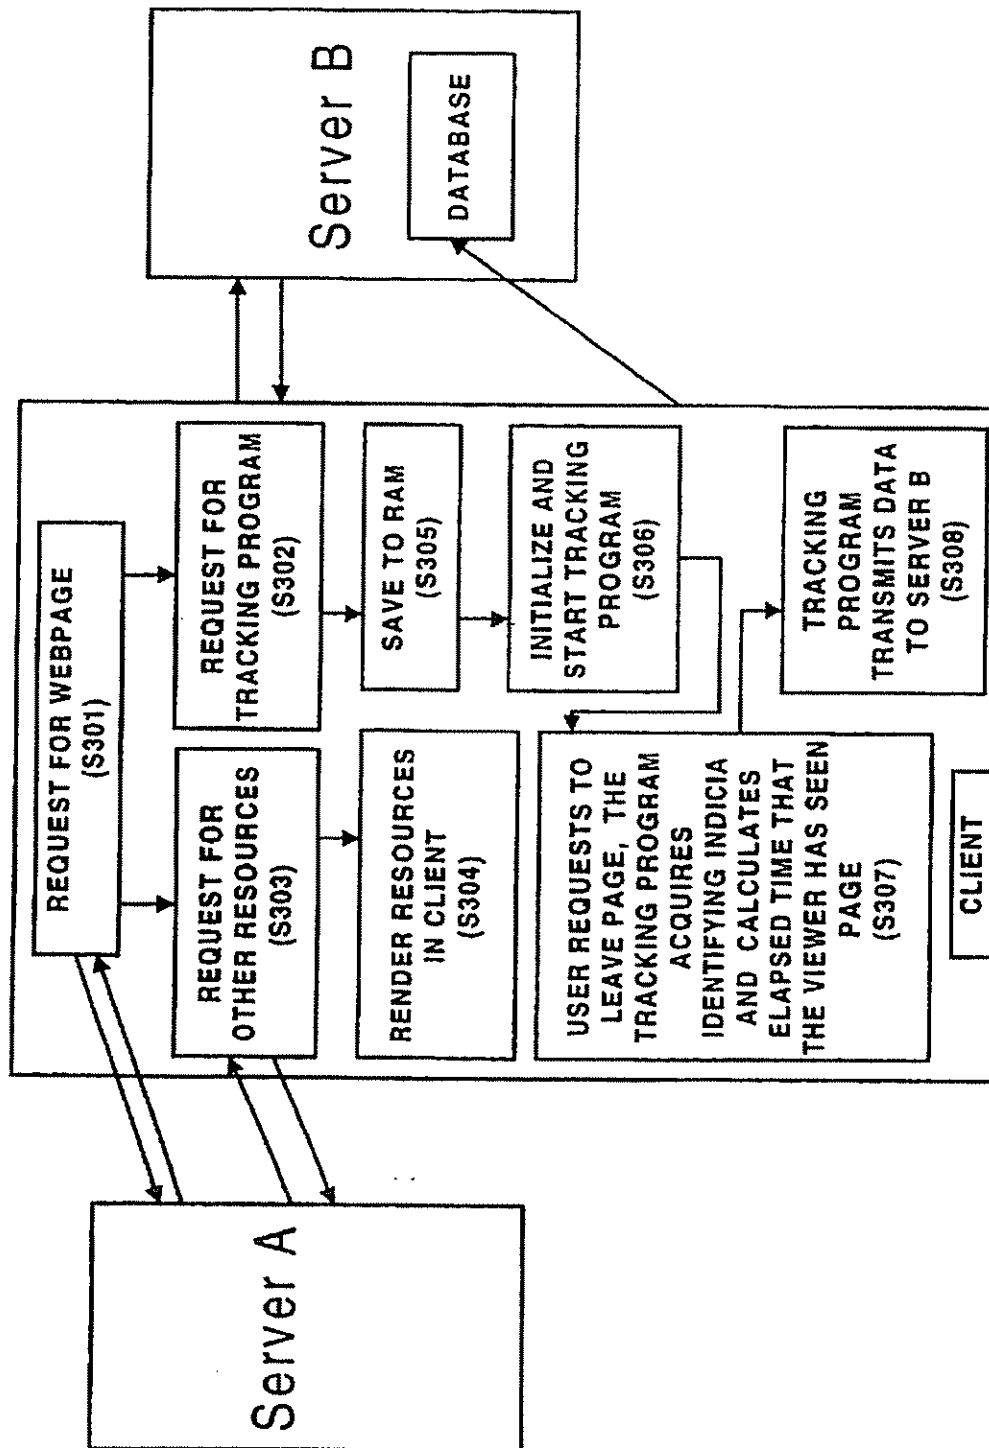 Server A
REQUEST FOR WEBPAGE
(S301)
REQUEST FOR
OTHER RESOURCES
(S303)
REQUEST FOR
TRACKING PROGRAM
(S302)
RENDER RESOURCES
IN CLIENT
(S304)
SAVE TO RAM
(S305)
INITIALIZE AND
START TRACKING
PROGRAM
(S306)
USER REQUESTS TO
LEAVE PAGE, THE
TRACKING PROGRAM
ACQUIRES
IDENTIFYING INDICIA
AND CALCULATES
ELAPSED TIME THAT
THE VIEWER HAS SEEN
PAGE
(S307)
TRACKING
PROGRAM
TRANSMITS DATA
TO SERVER B
(S308)
CLIENT
Server B
DATABASE